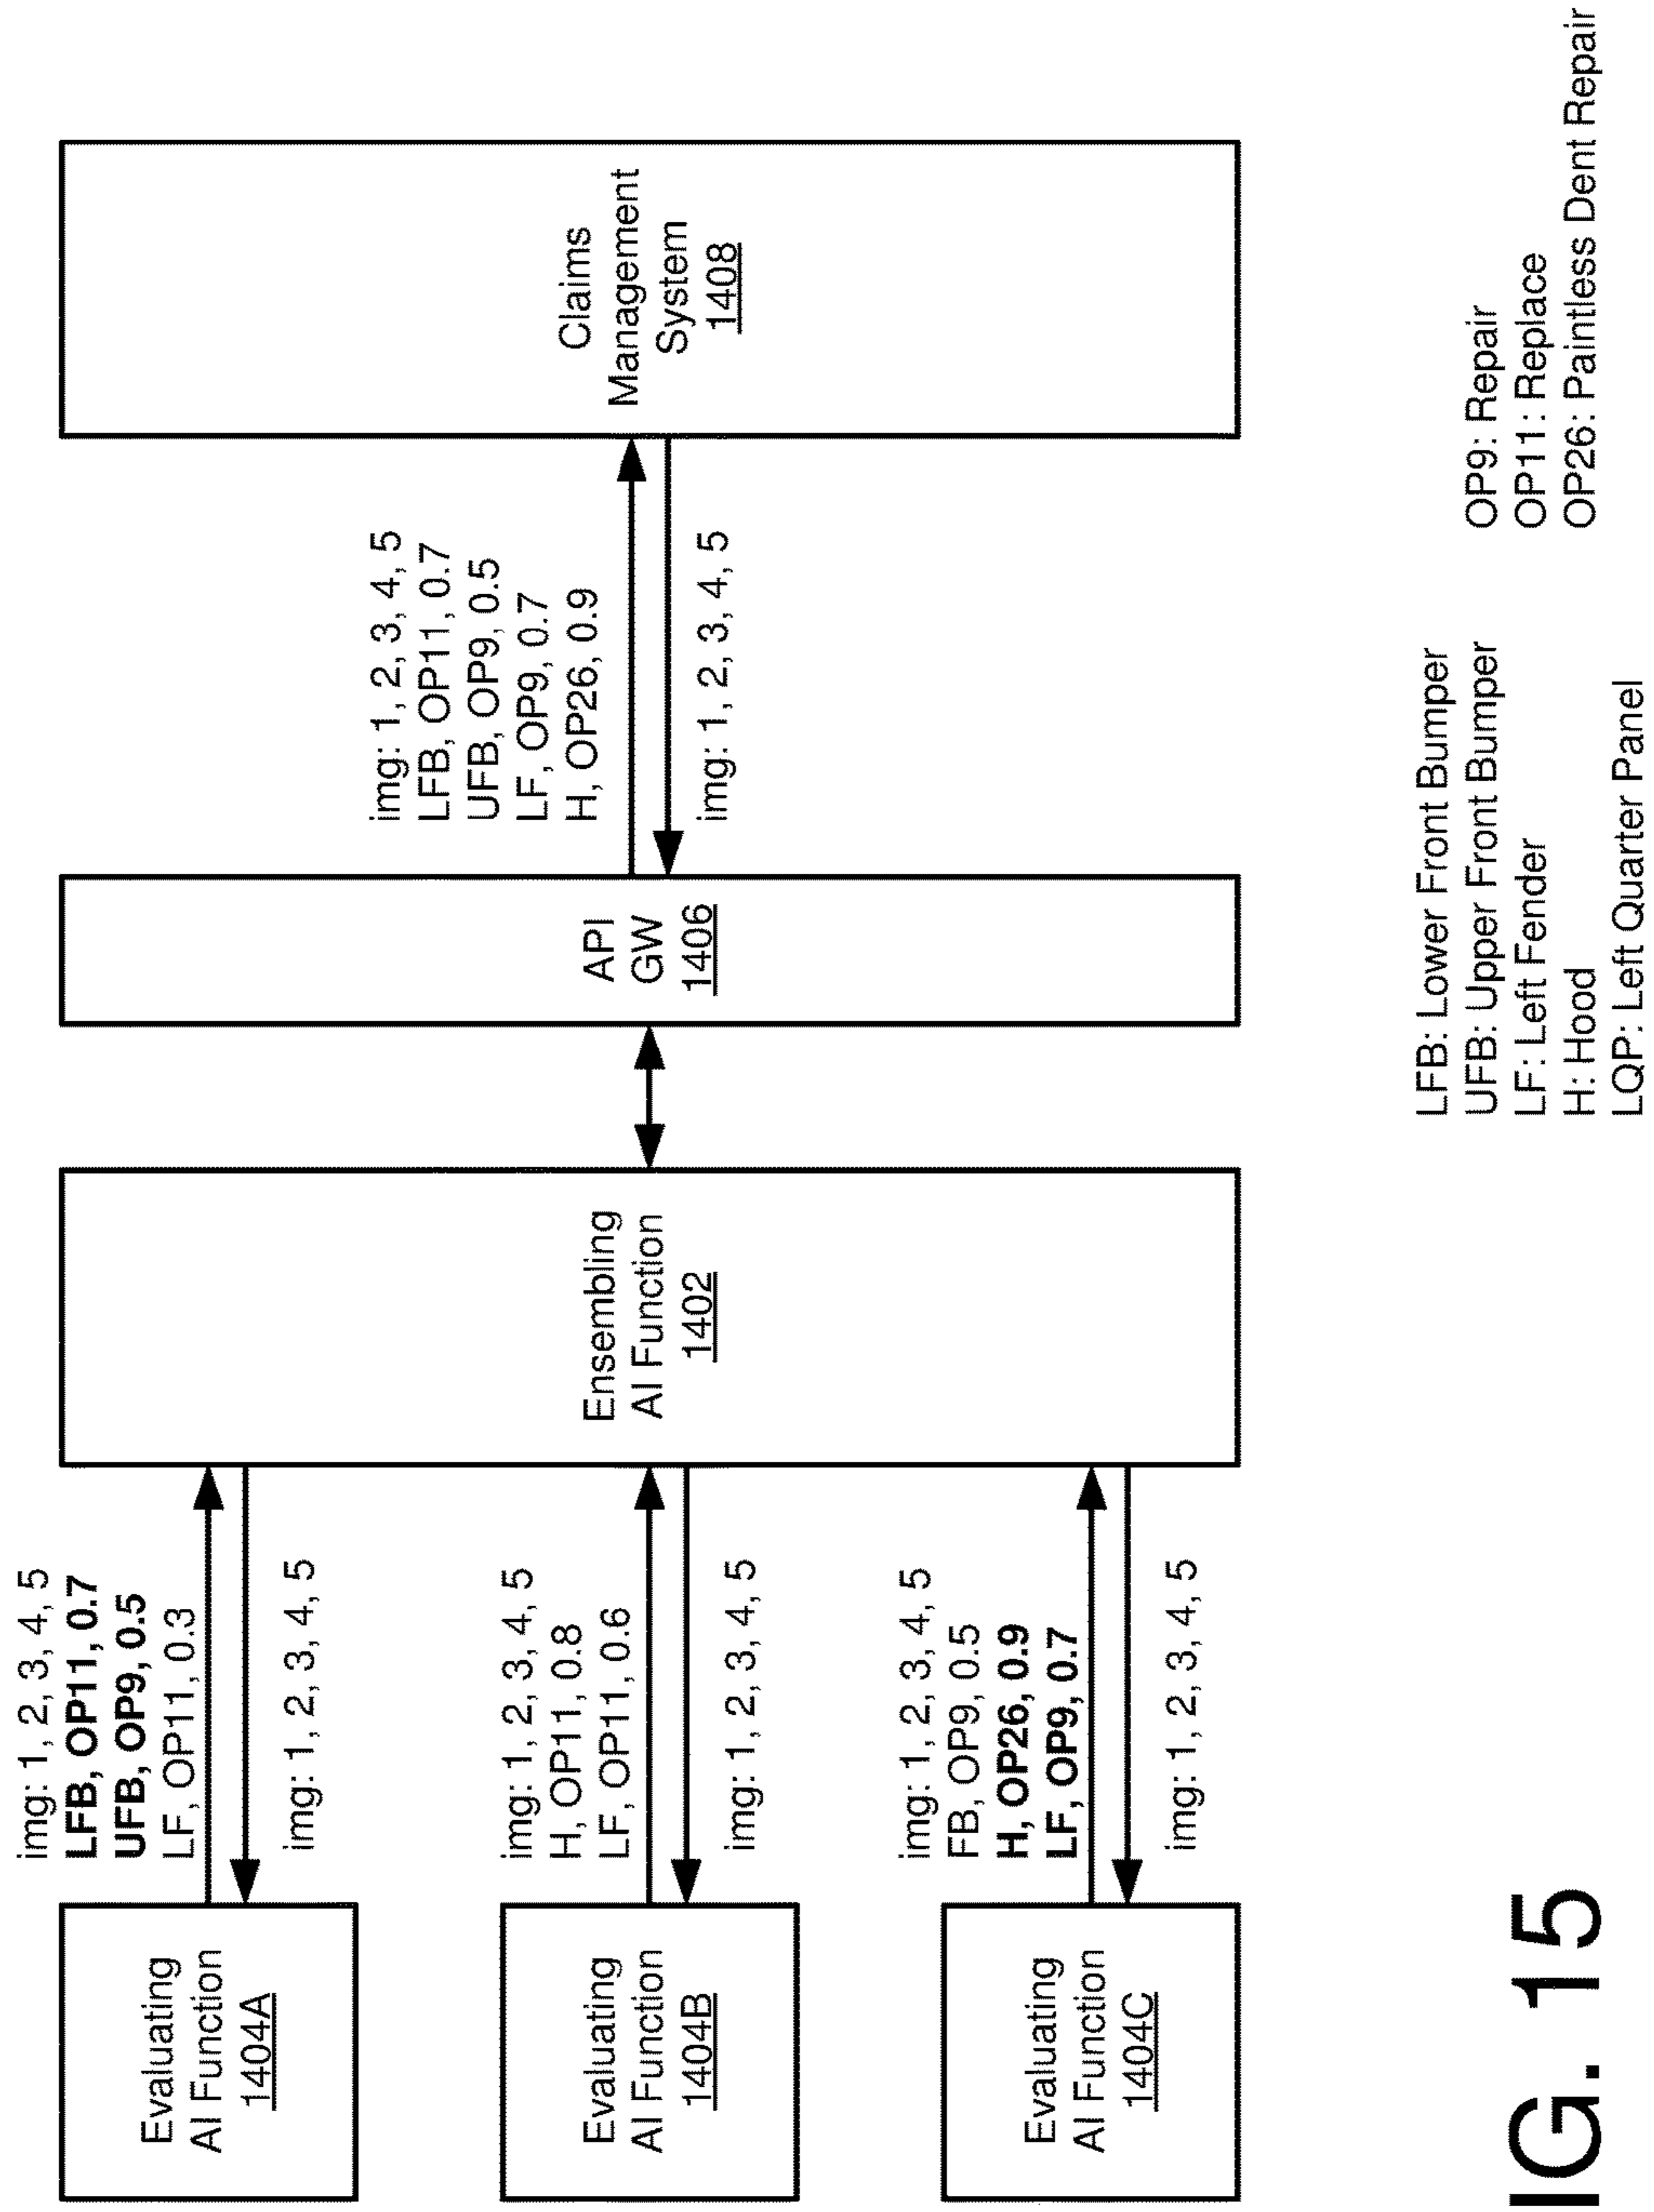 Evaluating
AI Function
1404A
img: 1, 2, 3, 4, 5
LFB, OP11, 0.7
UFB, OP9, 0.5
LF, OP11, 0.3
img: 1, 2, 3, 4, 5
Evaluating
AI Function
1404B
img: 1, 2, 3, 4, 5
H, OP11, 0.8
LF, OP11, 0.6
img: 1, 2, 3, 4, 5
Evaluating
AI Function
1404C
img: 1, 2, 3, 4, 5
FB, OP9, 0.5
H, OP26, 0.9
LF, OP9, 0.7
img: 1, 2, 3, 4, 5
Ensembling
AI Function
1402
API
GW
1406
img: 1, 2, 3, 4, 5
LFB, OP11, 0.7
UFB, OP9, 0.5
LF, OP9, 0.7
H, OP26, 0.9
img: 1, 2, 3, 4, 5
Claims
Management
System
1408
LFB: Lower Front Bumper
UFB: Upper Front Bumper
LF: Left Fender
H: Hood
LQP: Left Quarter Panel
OP9: Repair
OP11: Replace
OP26: Paintless Dent Repair
IG. 15